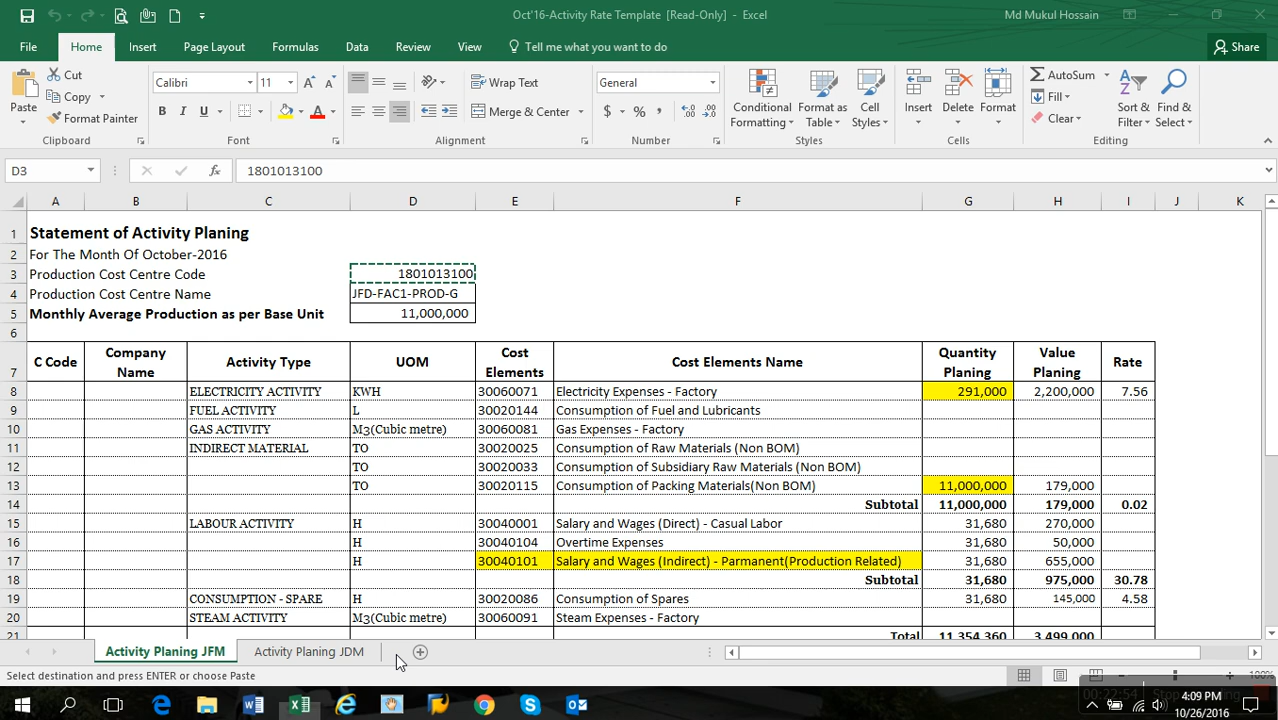 Oct'16-Activity Rate Template [Read-Only] - Excel
Md Mukul Hossain
File Home Insert Page Layout Formulas Data Review View Tell me what you want to do Share
Paste
Cut
Copy
Format Painter
Clipboard
Calibri 11
B I U
Font
Wrap Text
Merge & Center
Alignment
General
$ % ,
Number
Conditional Formatting
Format as Table
Cell Styles
Styles
Insert Delete Format
Cells
AutoSum
Fill
Clear
Sort & Filter
Find & Select
Editing
D3 fx 1801013100
A B C D E F G H I J K
1 Statement of Activity Planing
2 For The Month Of October-2016
3 Production Cost Centre Code 1801013100
4 Production Cost Centre Name JFD-FAC1-PROD-G
5 Monthly Average Production as per Base Unit 11,000,000
6
7 C Code Company Name Activity Type UOM Cost Elements Cost Elements Name Quantity Planing Value Planing Rate
8 ELECTRICITY ACTIVITY KWH 30060071 Electricity Expenses - Factory 291,000 2,200,000 7.56
9 FUEL ACTIVITY L 30020144 Consumption of Fuel and Lubricants
10 GAS ACTIVITY M3(Cubic metre) 30060081 Gas Expenses - Factory
11 INDIRECT MATERIAL TO 30020025 Consumption of Raw Materials (Non BOM)
12 TO 30020033 Consumption of Subsidiary Raw Materials (Non BOM)
13 TO 30020115 Consumption of Packing Materials(Non BOM) 11,000,000 179,000
14 Subtotal 11,000,000 179,000 0.02
15 LABOUR ACTIVITY H 30040001 Salary and Wages (Direct) - Casual Labor 31,680 270,000
16 H 30040104 Overtime Expenses 31,680 50,000
17 H 30040101 Salary and Wages (Indirect) - Parmanent(Production Related) 31,680 655,000
18 Subtotal 31,680 975,000 30.78
19 CONSUMPTION - SPARE H 30020086 Consumption of Spares 31,680 145,000 4.58
20 STEAM ACTIVITY M3(Cubic metre) 30060091 Steam Expenses - Factory
21 Total 11,354,360 3,499,000
Activity Planing JFM Activity Planing JDM
Select destination and press ENTER or choose Paste
100%
00:22:54
4:09 PM
10/26/2016